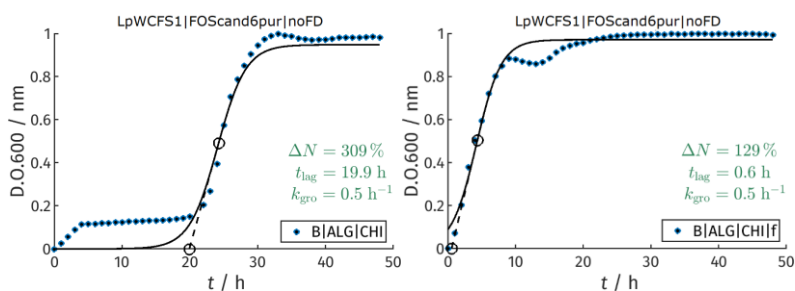 LpWCFS1|FOScand6pur|noFD
D.O.600 / nm
1
0.8
0.6
0.4
0.2
0
ΔN = 309 %
t_lag = 19.9 h
k_gro = 0.5 h⁻¹
B|ALG|CHI
0 10 20 30 40 50
t / h
LpWCFS1|FOScand6pur|noFD
D.O.600 / nm
1
0.8
0.6
0.4
0.2
0
ΔN = 129 %
t_lag = 0.6 h
k_gro = 0.5 h⁻¹
B|ALG|CHI|f
0 10 20 30 40 50
t / h